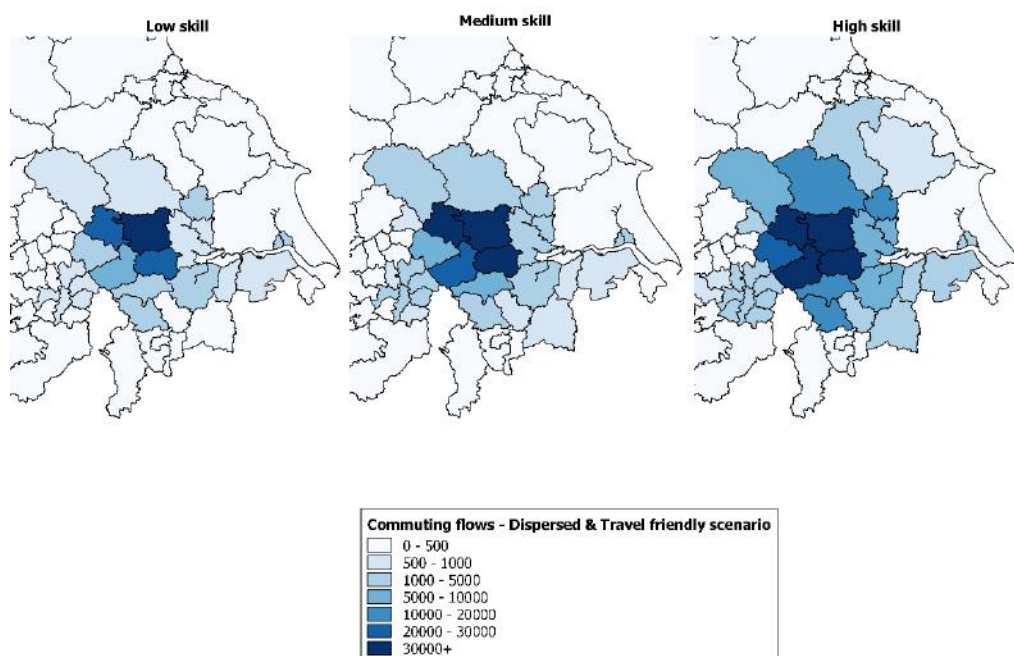 Low skill
Medium skill
High skill
Commuting flows - Dispersed & Travel friendly scenario
0 - 500
500 - 1000
1000 - 5000
5000 - 10000
10000 - 20000
20000 - 30000
30000+